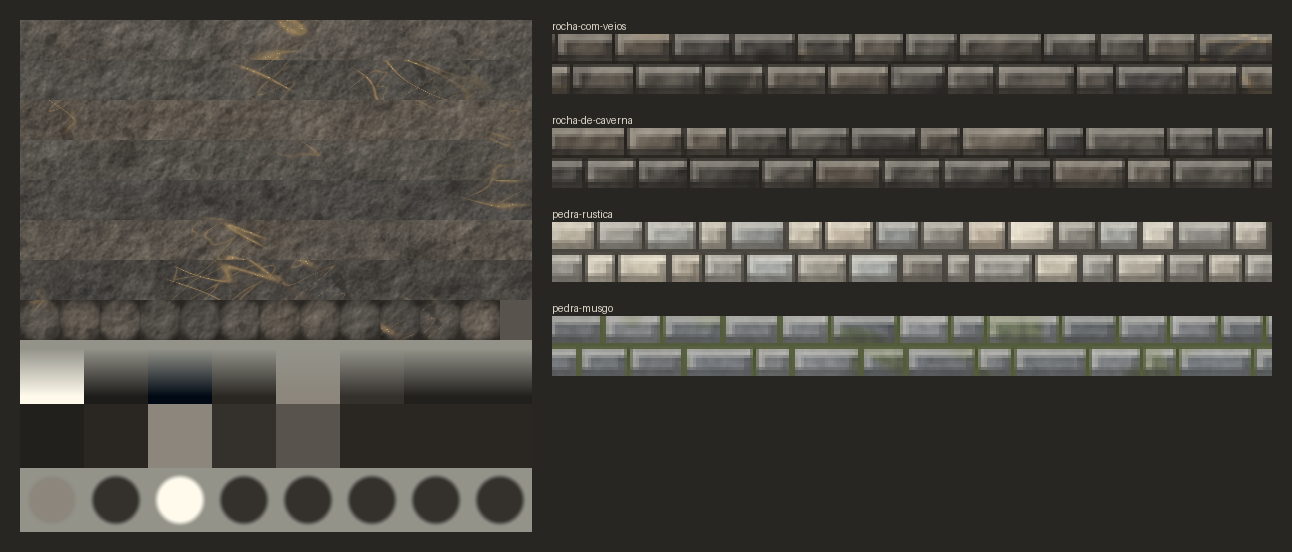 rocha-com-veios
rocha-de-caverna
pedra-rustica
pedra-musgo